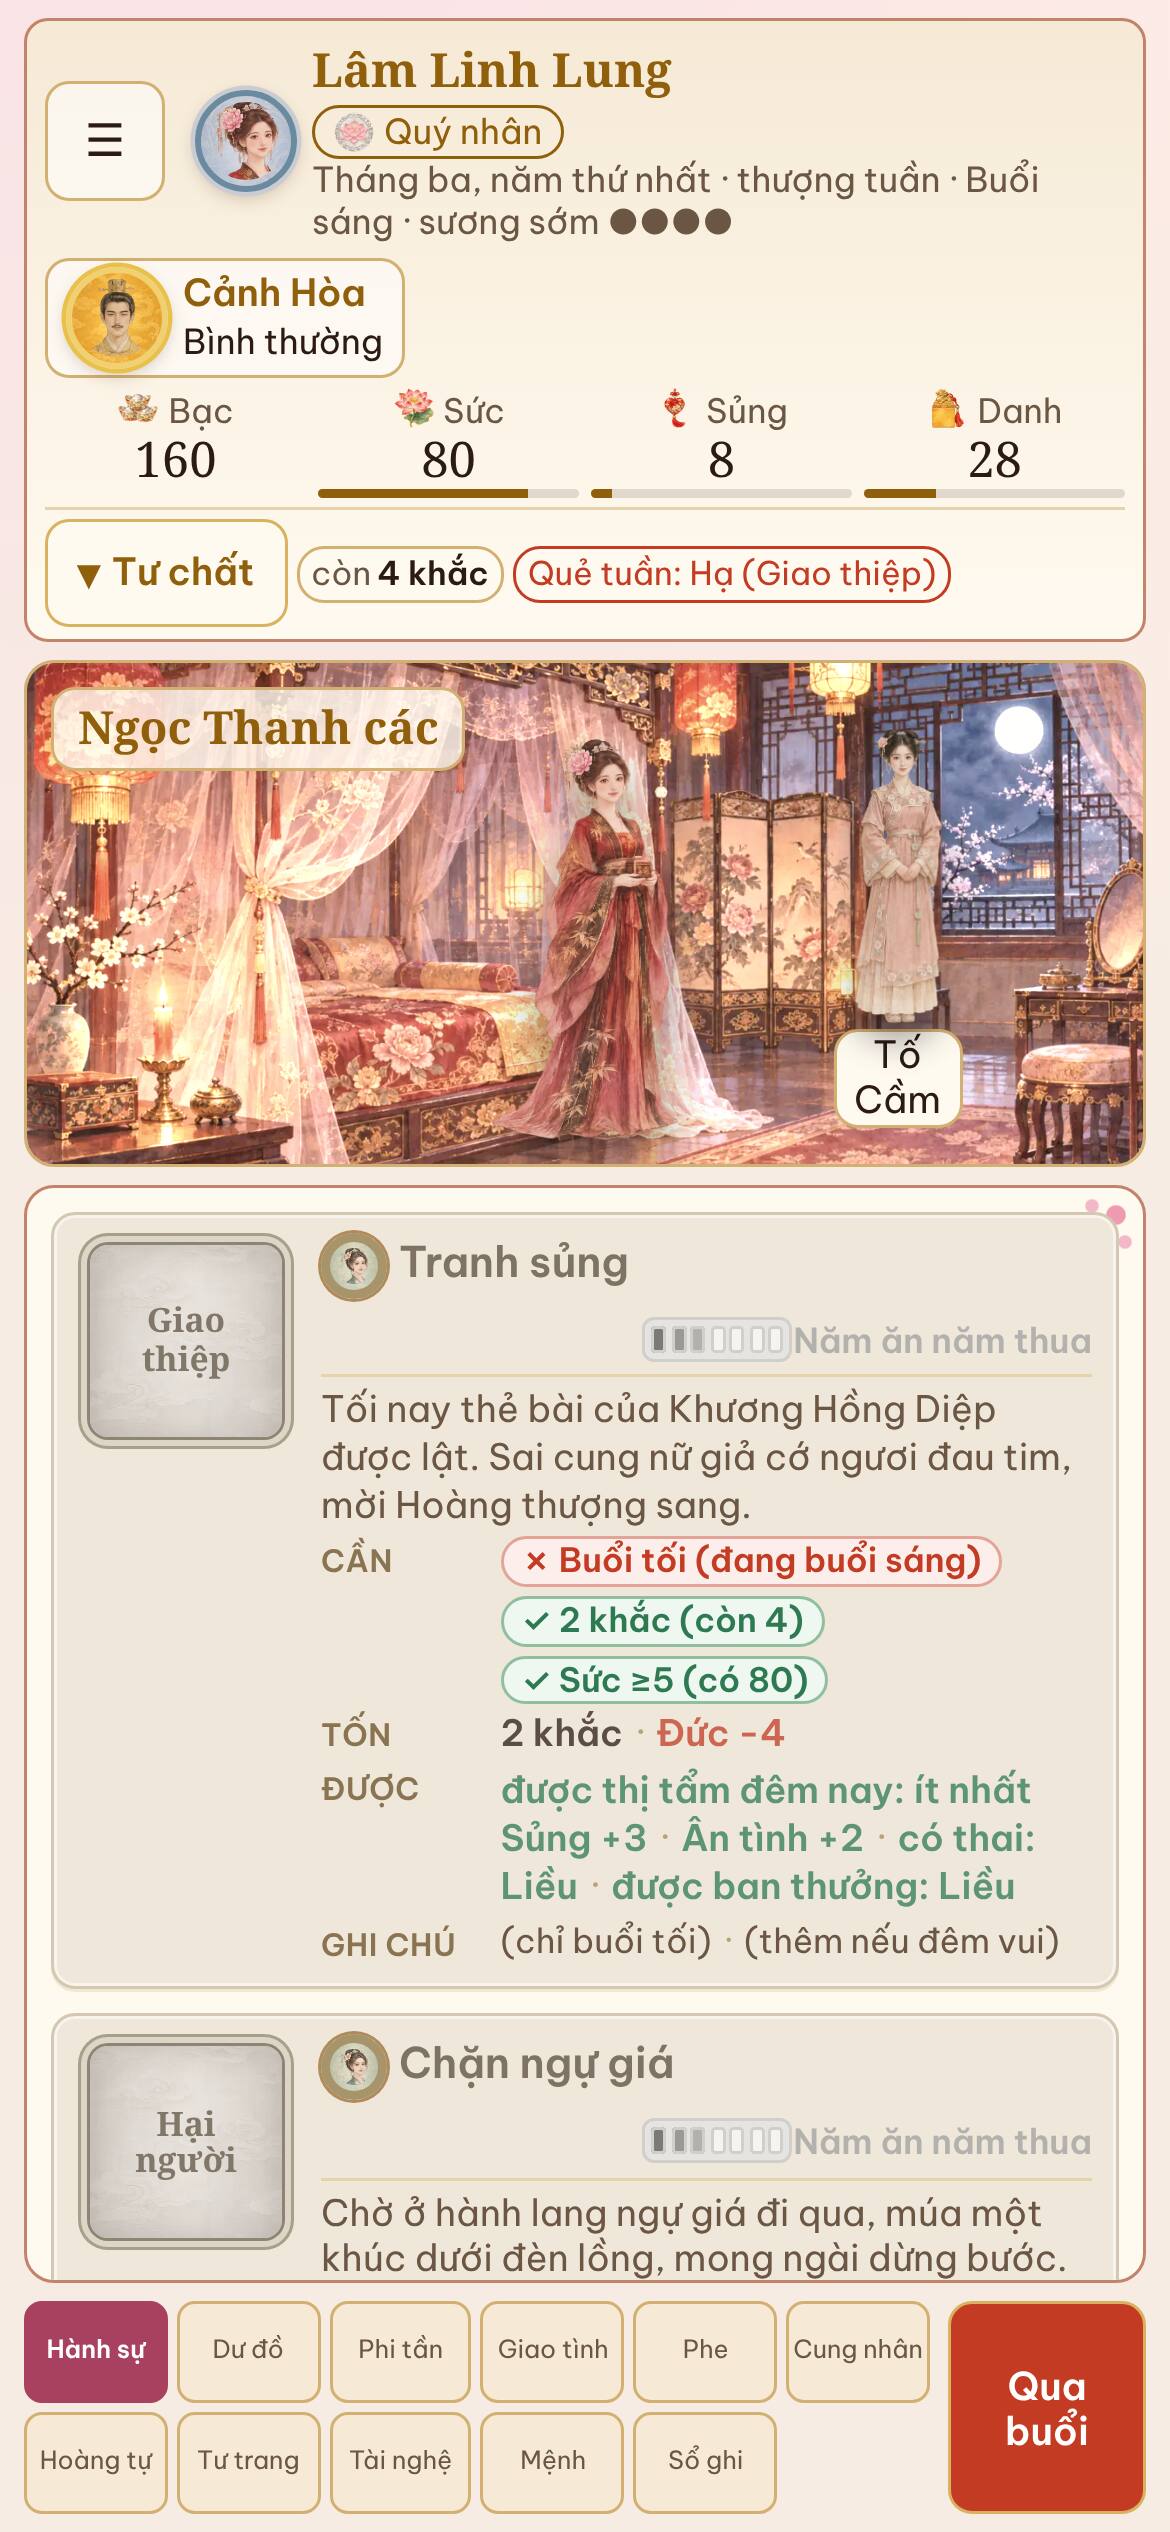 Lâm Linh Lung
Quý nhân
Tháng ba, năm thứ nhất · thượng tuần · Buổi
sáng · sương sớm ●●●●
Cảnh Hòa
Bình thường
Bạc
160
Sức
80
Sủng
8
Danh
28
▼ Tư chất
còn 4 khắc
Quẻ tuần: Hạ (Giao thiệp)
Ngọc Thanh các
Tố
Cầm
Giao
thiệp
Tranh sủng
Năm ăn năm thua
Tối nay thẻ bài của Khương Hồng Diệp
được lật. Sai cung nữ giả cớ ngươi đau tim,
mời Hoàng thượng sang.
CẦN
× Buổi tối (đang buổi sáng)
✓ 2 khắc (còn 4)
✓ Sức ≥5 (có 80)
TỐN
2 khắc · Đức -4
ĐƯỢC
được thị tẩm đêm nay: ít nhất
Sủng +3 · Ân tình +2 · có thai:
Liều · được ban thưởng: Liều
GHI CHÚ
(chỉ buổi tối) · (thêm nếu đêm vui)
Hại
người
Chặn ngự giá
Năm ăn năm thua
Chờ ở hành lang ngự giá đi qua, múa một
khúc dưới đèn lồng, mong ngài dừng bước.
Hành sự
Dư đồ
Phi tần
Giao tình
Phe
Cung nhân
Qua
buổi
Hoàng tự
Tư trang
Tài nghệ
Mệnh
Sổ ghi